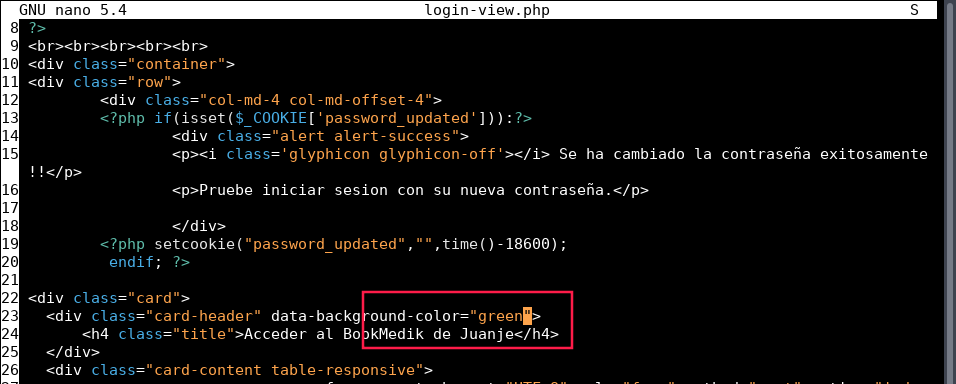 GNU nano 5.4 login-view.php S
8 ?>
9 <br><br><br><br><br>
10 <div class="container">
11 <div class="row">
12 <div class="col-md-4 col-md-offset-4">
13 <?php if(isset($_COOKIE['password_updated'])):?>
14 <div class="alert alert-success">
15 <p><i class='glyphicon glyphicon-off'></i> Se ha cambiado la contraseña exitosamente
!!</p>
16 <p>Pruebe iniciar sesion con su nueva contraseña.</p>
17
18 </div>
19 <?php setcookie("password_updated","",time()-18600);
20 endif; ?>
21
22 <div class="card">
23 <div class="card-header" data-background-color="green">
24 <h4 class="title">Acceder al BookMedik de Juanje</h4>
25 </div>
26 <div class="card-content table-responsive">